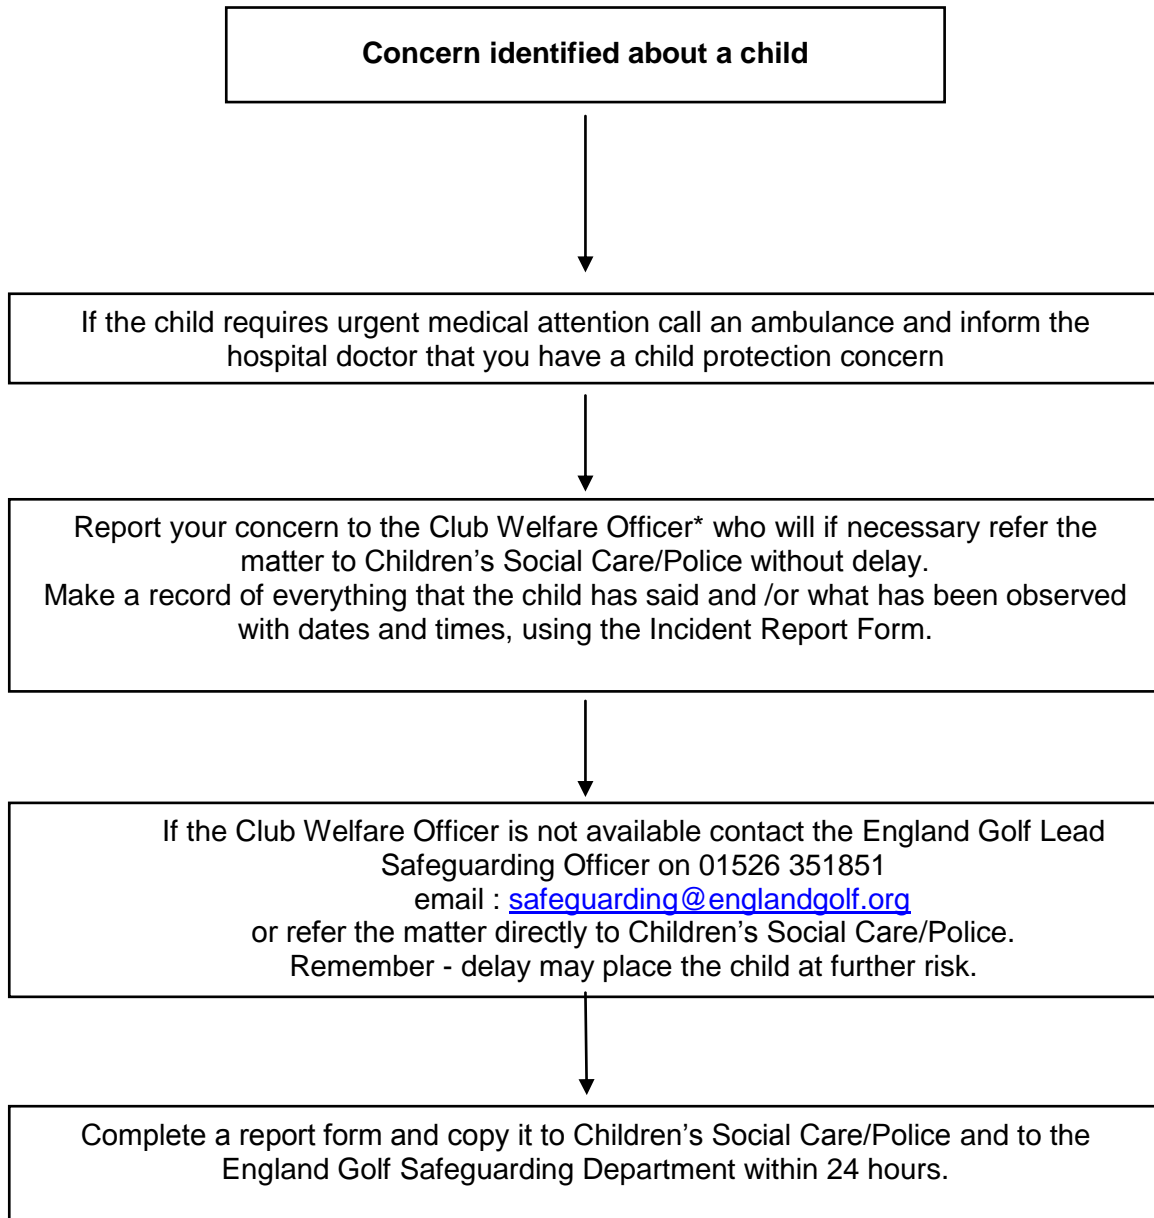 Concern identified about a child
If the child requires urgent medical attention call an ambulance and inform the
hospital doctor that you have a child protection concern
Report your concern to the Club Welfare Officer* who will if necessary refer the
matter to Children’s Social Care/Police without delay.
Make a record of everything that the child has said and /or what has been observed
with dates and times, using the Incident Report Form.
If the Club Welfare Officer is not available contact the England Golf Lead
Safeguarding Officer on 01526 351851
email : safeguarding@englandgolf.org
or refer the matter directly to Children’s Social Care/Police.
Remember - delay may place the child at further risk.
Complete a report form and copy it to Children’s Social Care/Police and to the
England Golf Safeguarding Department within 24 hours.